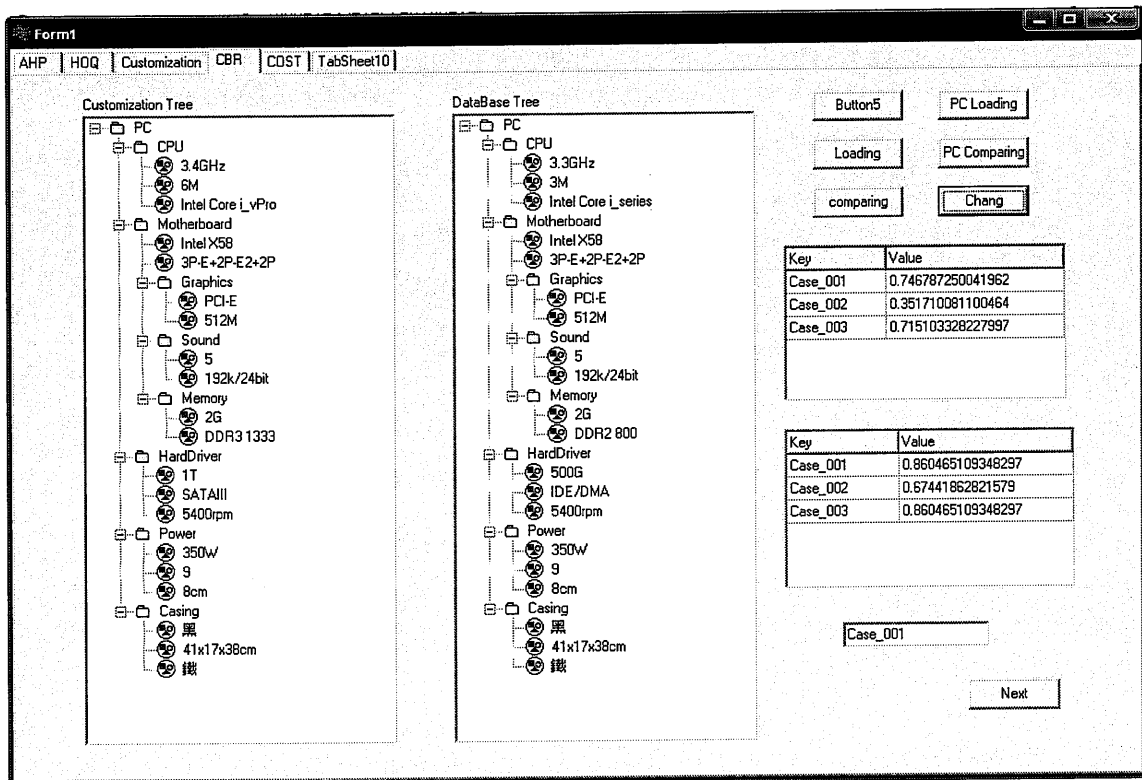 Form1
AHP HOQ Customization CBR COST TabSheet10
Customization Tree
PC
CPU
3.4GHz
6M
Intel Core i_vPro
Motherboard
Intel X58
3P-E+2P-E2+2P
Graphics
PCI-E
512M
Sound
5
192k/24bit
Memory
2G
DDR3 1333
HardDriver
1T
SATAIII
5400rpm
Power
350W
9
8cm
Casing
黑
41x17x38cm
鐵
DataBase Tree
PC
CPU
3.3GHz
3M
Intel Core i_series
Motherboard
Intel X58
3P-E+2P-E2+2P
Graphics
PCI-E
512M
Sound
5
192k/24bit
Memory
2G
DDR2 800
HardDriver
500G
IDE/DMA
5400rpm
Power
350W
9
8cm
Casing
黑
41x17x38cm
鐵
Button5 PC Loading
Loading PC Comparing
comparing Chang
Key Value
Case_001 0.746787250041962
Case_002 0.351710081100464
Case_003 0.715103328227997
Key Value
Case_001 0.860465109348297
Case_002 0.67441862821579
Case_003 0.860465109348297
Case_001
Next